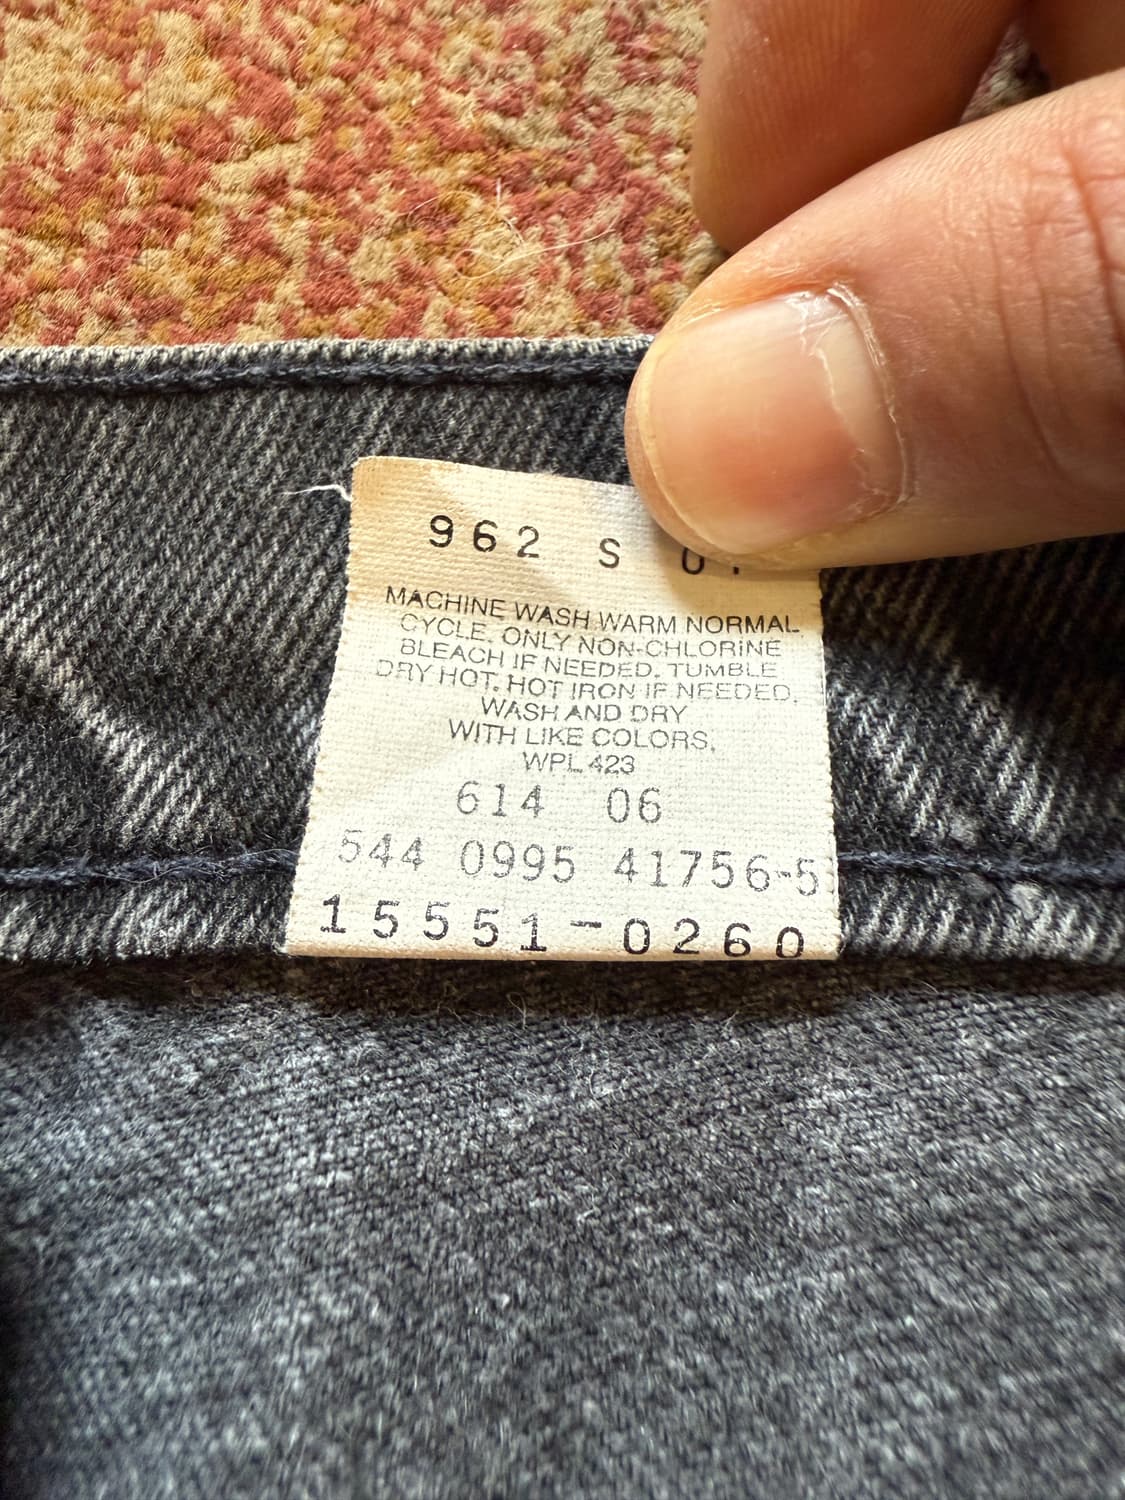 962 S
MACHINE WASH WARM NORMAL
CYCLE. ONLY NON-CHLORINE
BLEACH IF NEEDED. TUMBLE
DRY HOT. HOT IRON IF NEEDED.
WASH AND DRY
WITH LIKE COLORS.
WPL 423
614 06
544 0995 41756-5
15551-0260